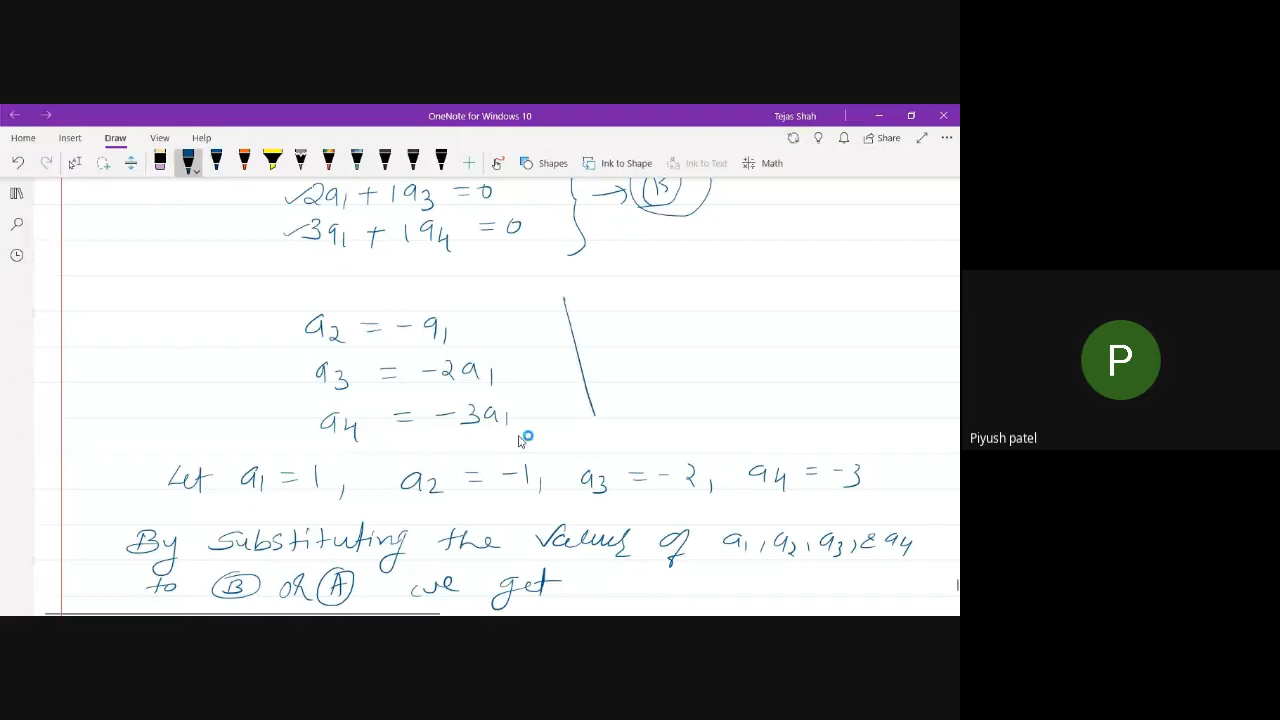 OneNote for Windows 10
Tejas Shah
Home Insert Draw View Help
Share
Shapes Ink to Shape Ink to Text Math
2a1 + 1a3 = 0
3a1 + 1a4 = 0
→ (B)
a2 = -a1
a3 = -2a1
a4 = -3a1
Let a1 = 1, a2 = -1, a3 = -2, a4 = -3
By substituting the values of a1, a2, a3, & a4
to (B) or (A) we get
P
Piyush patel